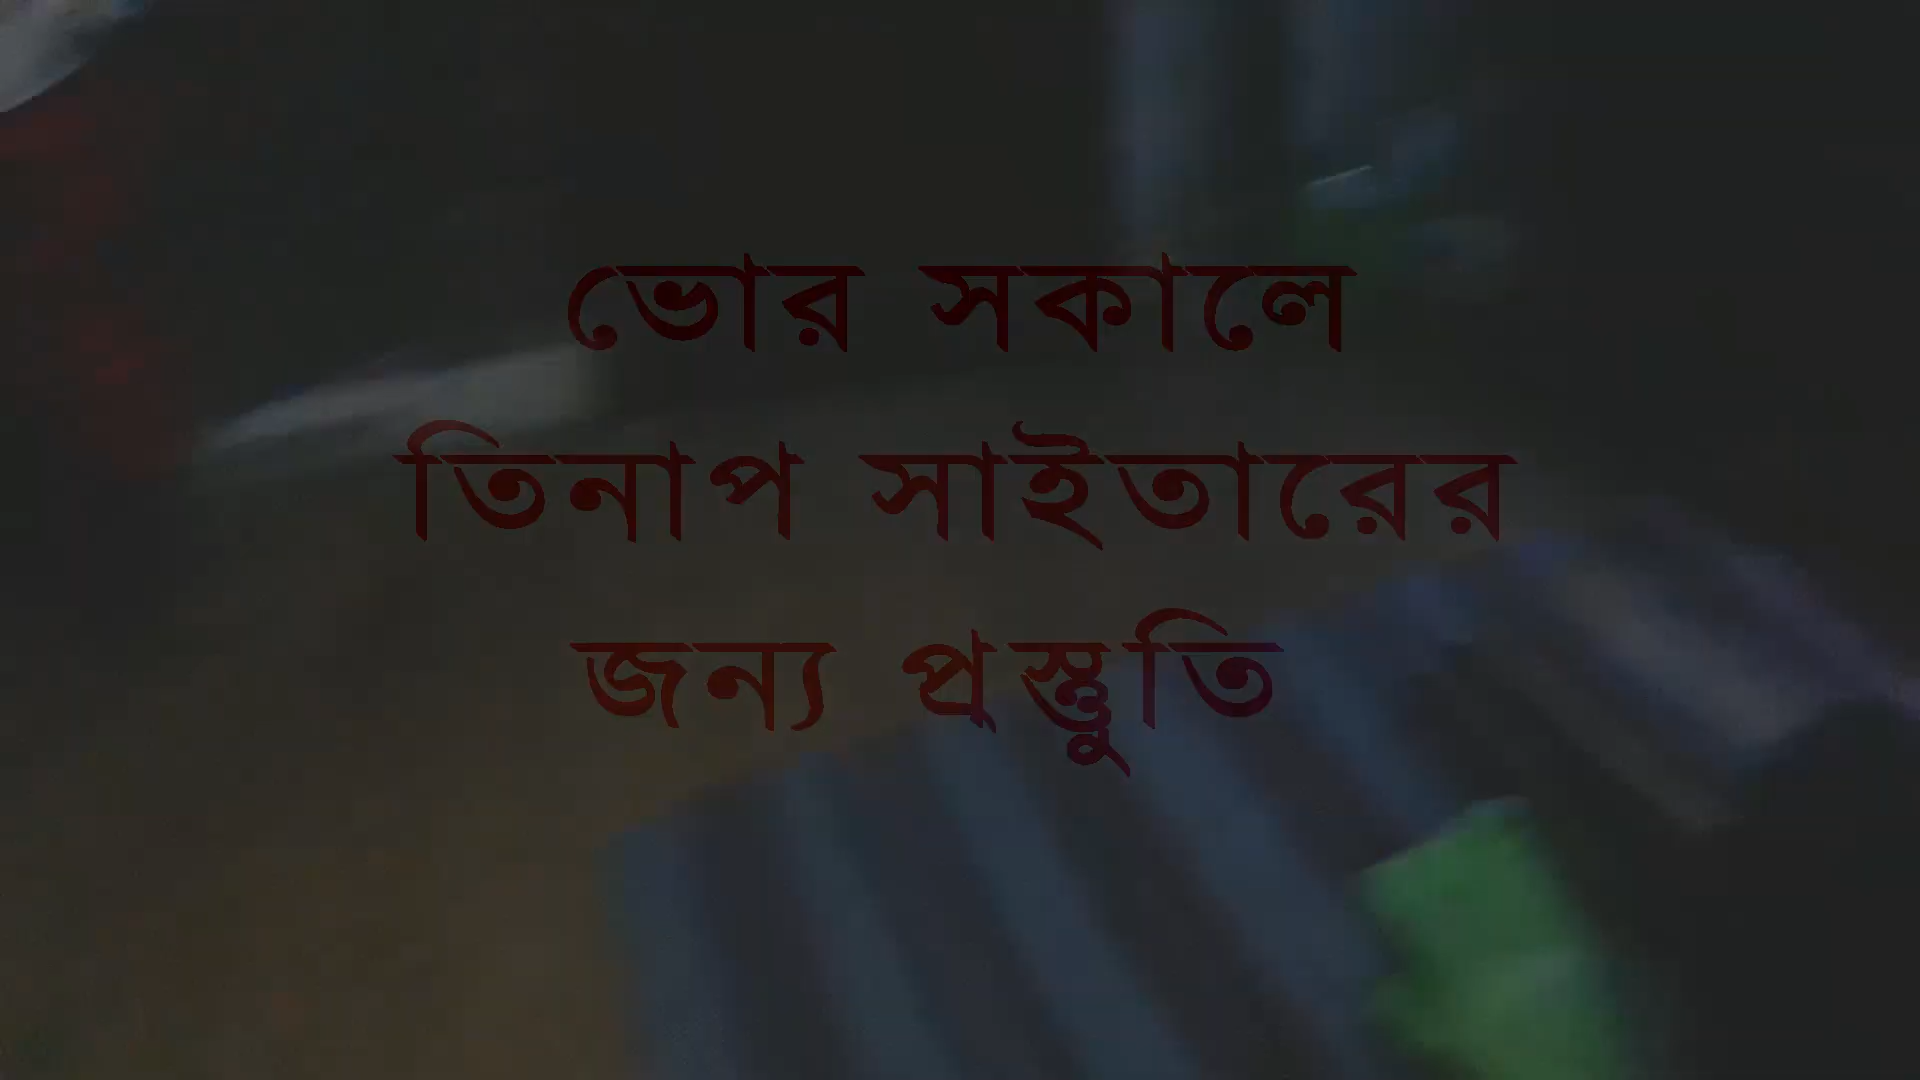 ভোর সকালে
তিনাপ সাইতারের
জন্য প্রস্তুতি